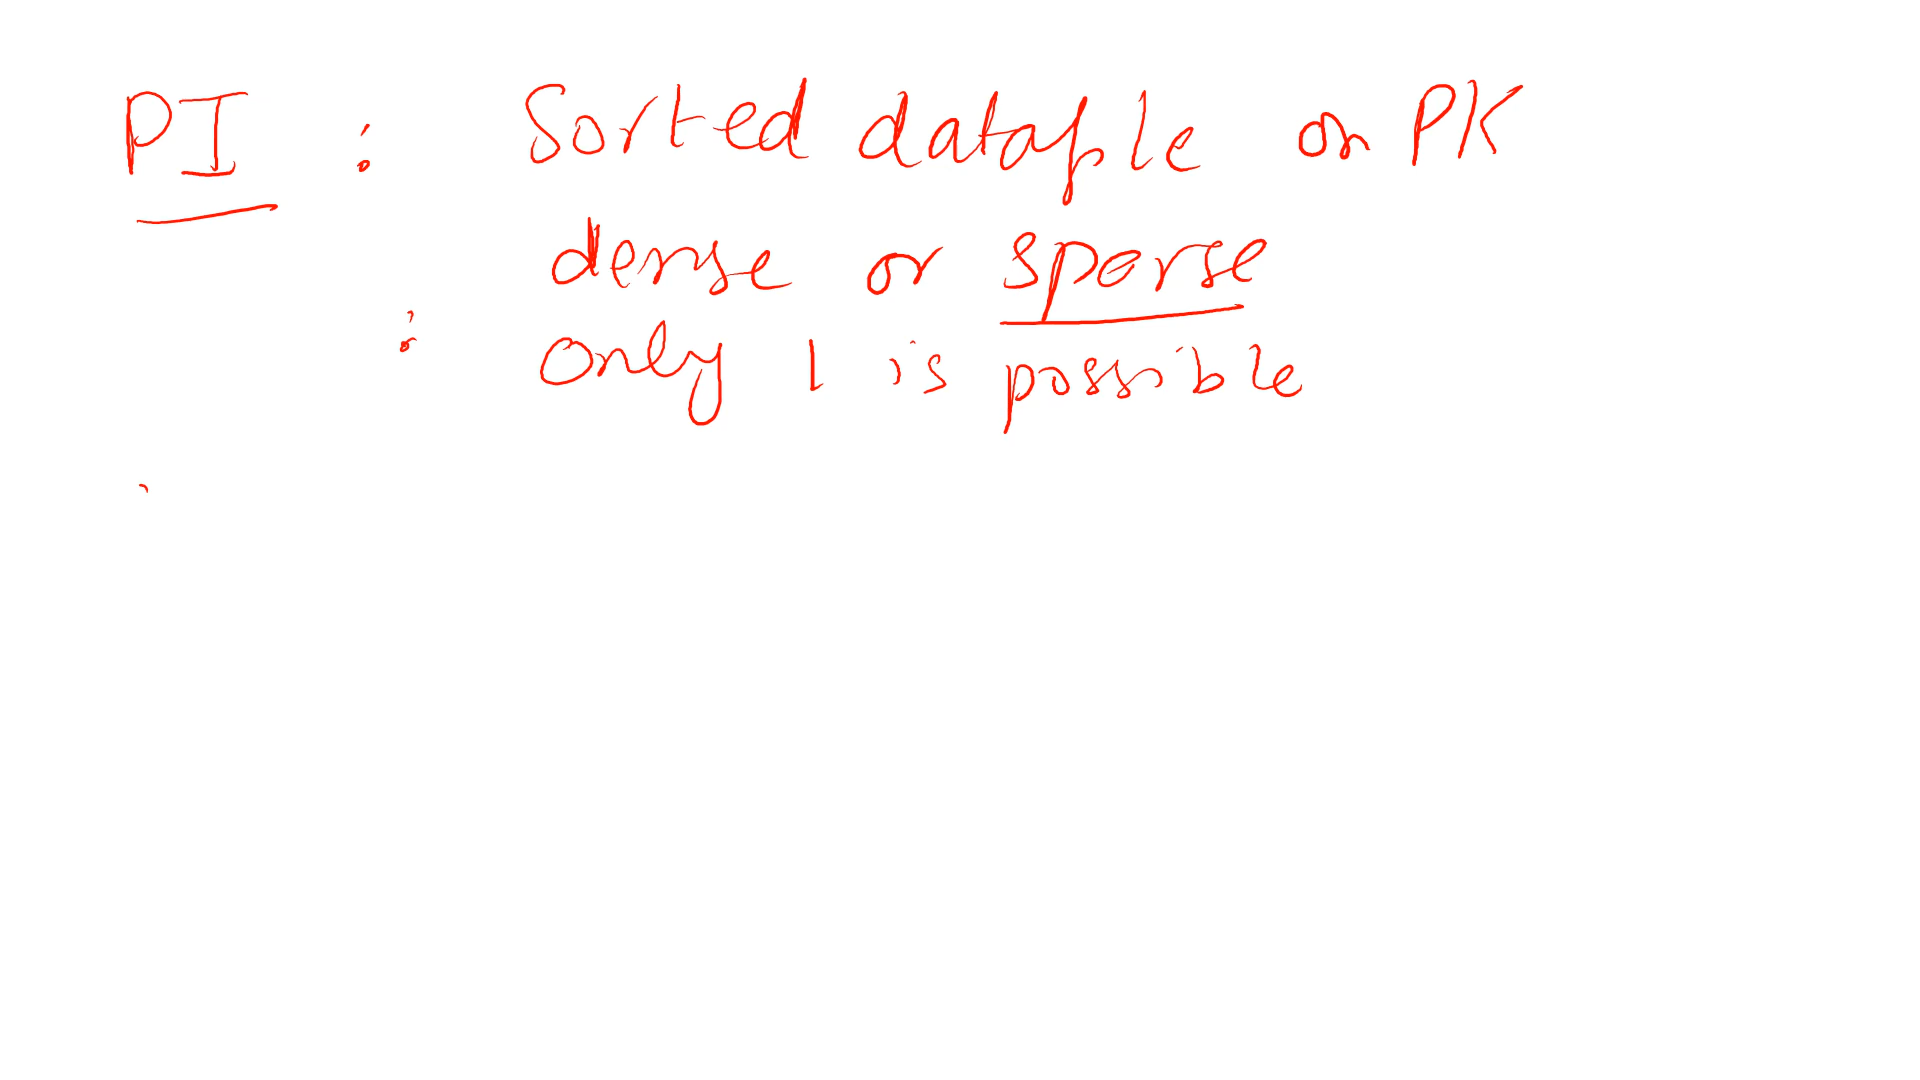 PI : Sorted datafile on PK
dense or sparse
: Only 1 is possible